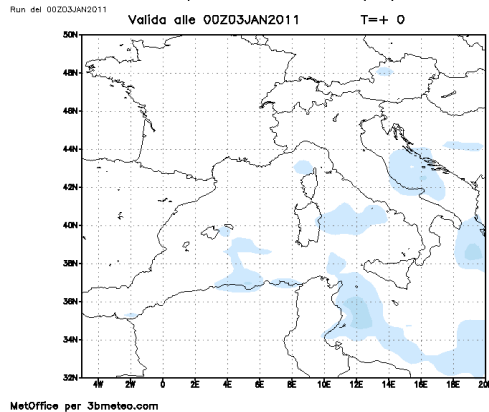 Run del 00Z03JAN2011
Valida alle 00Z03JAN2011 T=+ 0
50N
48N
46N
44N
42N
40N
38N
36N
34N
32N
4W 2W 0 2E 4E 6E 8E 10E 12E 14E 16E 18E 20
MetOffice per 3bmeteo.com